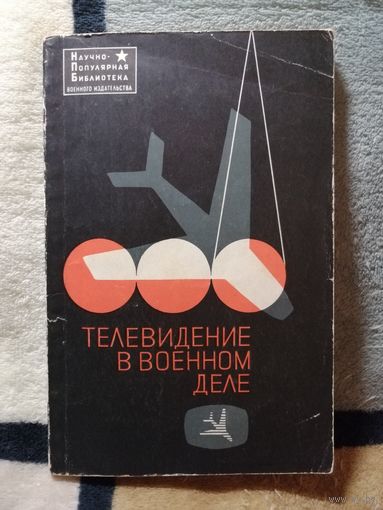 Научно-
Популярная
Библиотека
военного издательства
ТЕЛЕВИДЕНИЕ
В ВОЕННОМ
ДЕЛЕ